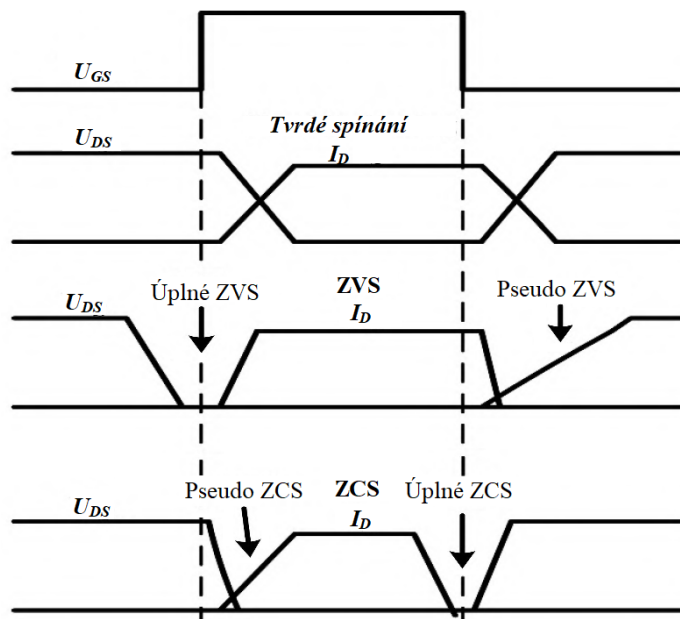 UGS
Tvrdé spínání
UDS
ID
Úplné ZVS
ZVS
Pseudo ZVS
UDS
ID
Pseudo ZCS
ZCS
Úplné ZCS
UDS
ID